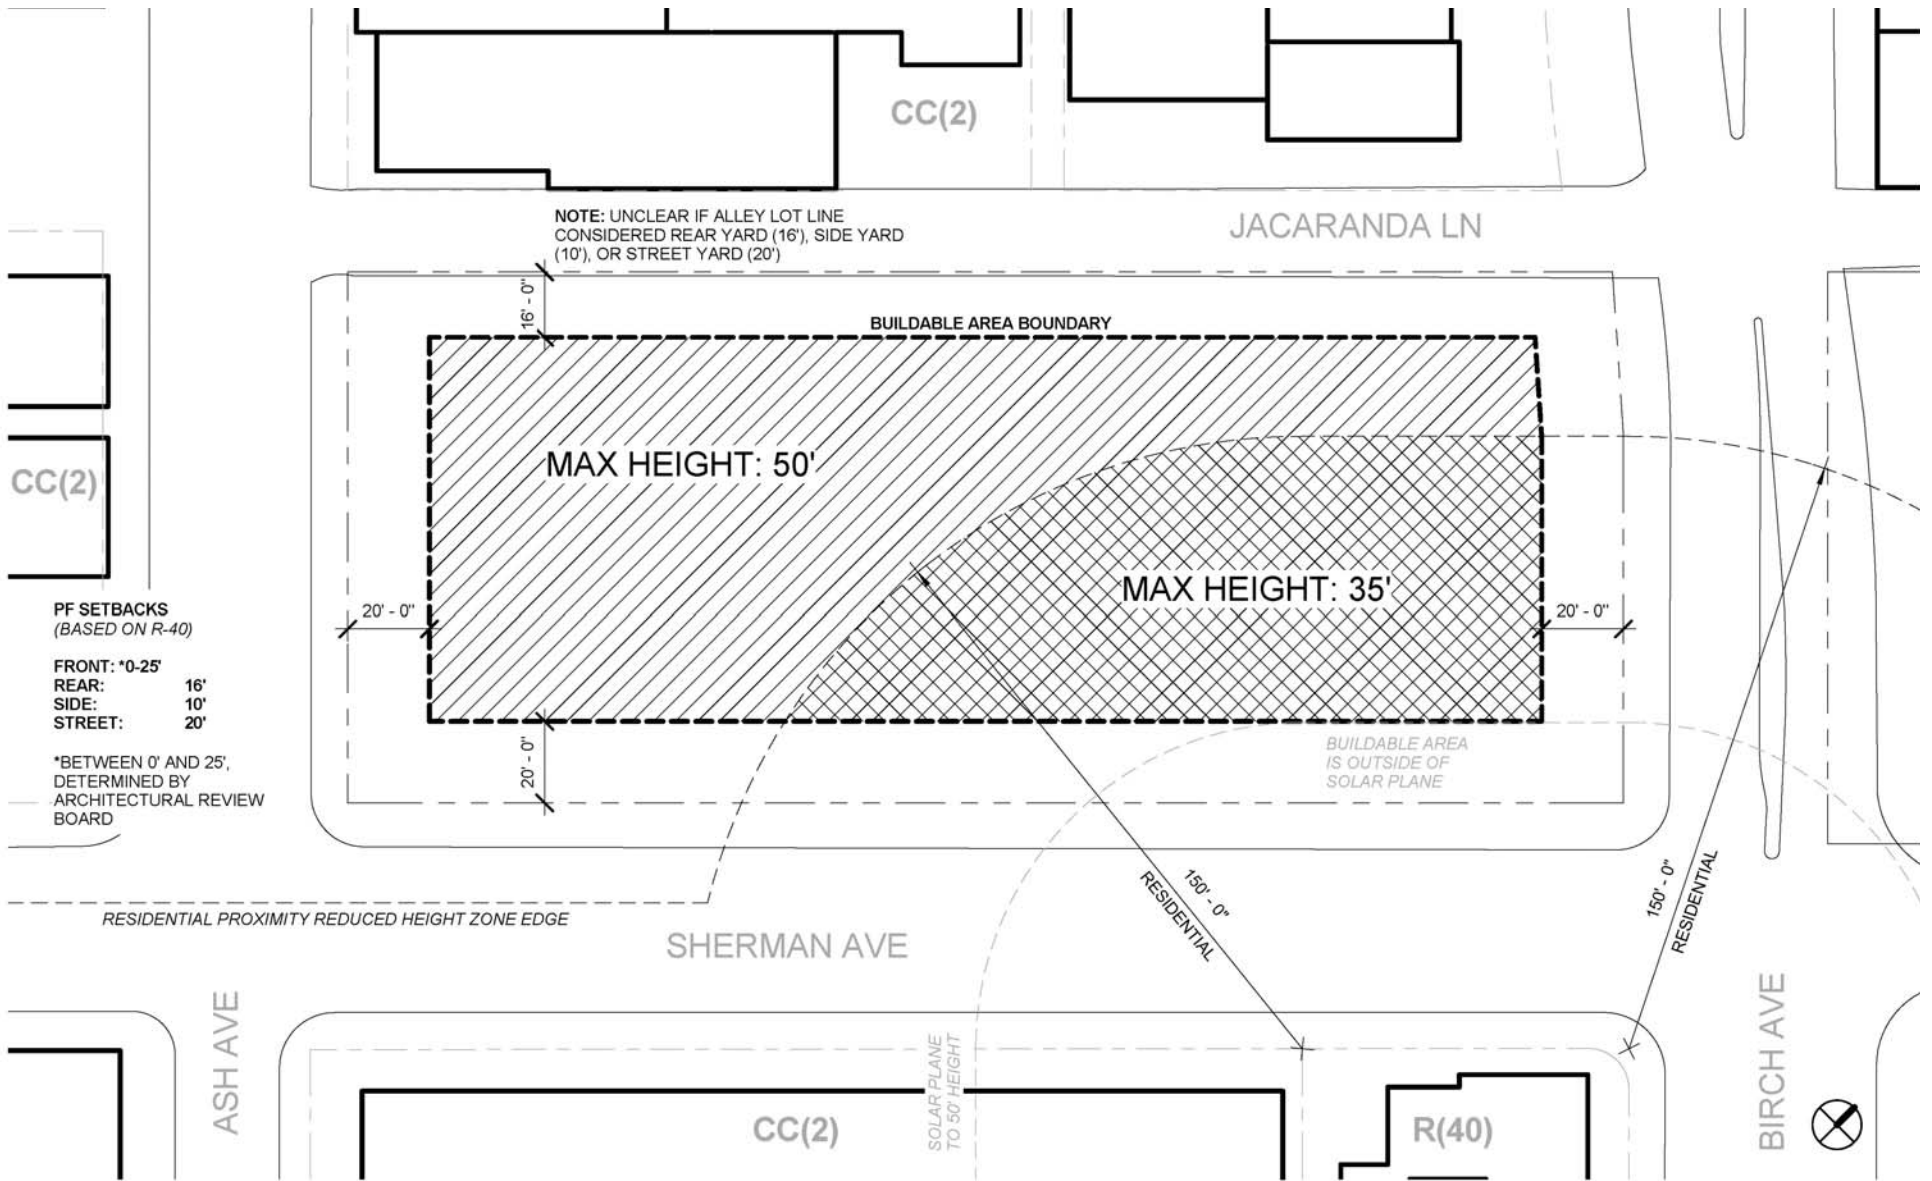 CC(2)
NOTE: UNCLEAR IF ALLEY LOT LINE
CONSIDERED REAR YARD (16'), SIDE YARD
(10'), OR STREET YARD (20')
JACARANDA LN
16' - 0"
BUILDABLE AREA BOUNDARY
MAX HEIGHT: 50'
CC(2)
MAX HEIGHT: 35'
PF SETBACKS
(BASED ON R-40)
FRONT: *0-25'
REAR: 16'
SIDE: 10'
STREET: 20'
*BETWEEN 0' AND 25',
DETERMINED BY
ARCHITECTURAL REVIEW
BOARD
20' - 0"
20' - 0"
20' - 0"
BUILDABLE AREA
IS OUTSIDE OF
SOLAR PLANE
150' - 0"
RESIDENTIAL
150' - 0"
RESIDENTIAL
RESIDENTIAL PROXIMITY REDUCED HEIGHT ZONE EDGE
SHERMAN AVE
ASH AVE
SOLAR PLANE
TO 50' HEIGHT
BIRCH AVE
CC(2)
R(40)